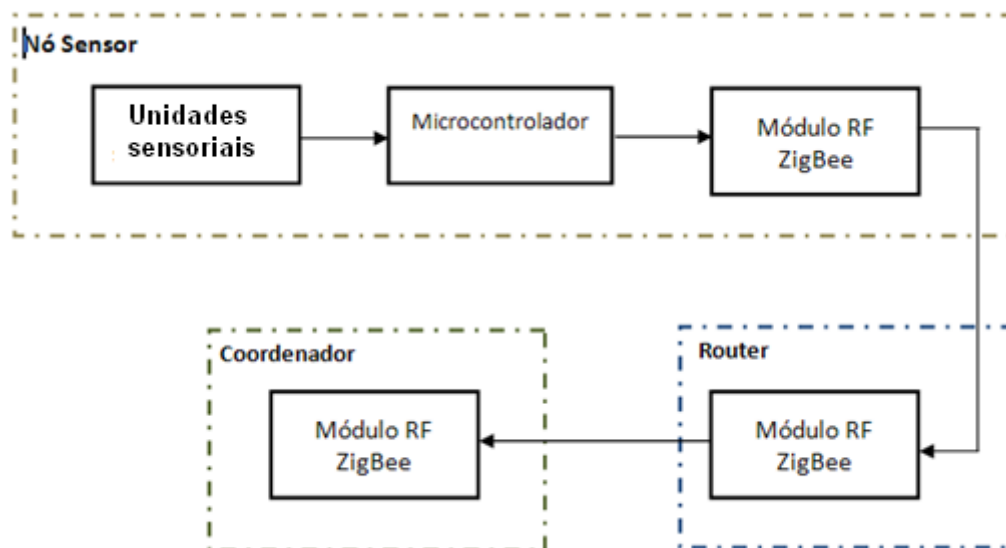 Nó Sensor
Unidades
sensoriais
Microcontrolador
Módulo RF
ZigBee
Coordenador
Módulo RF
ZigBee
Router
Módulo RF
ZigBee